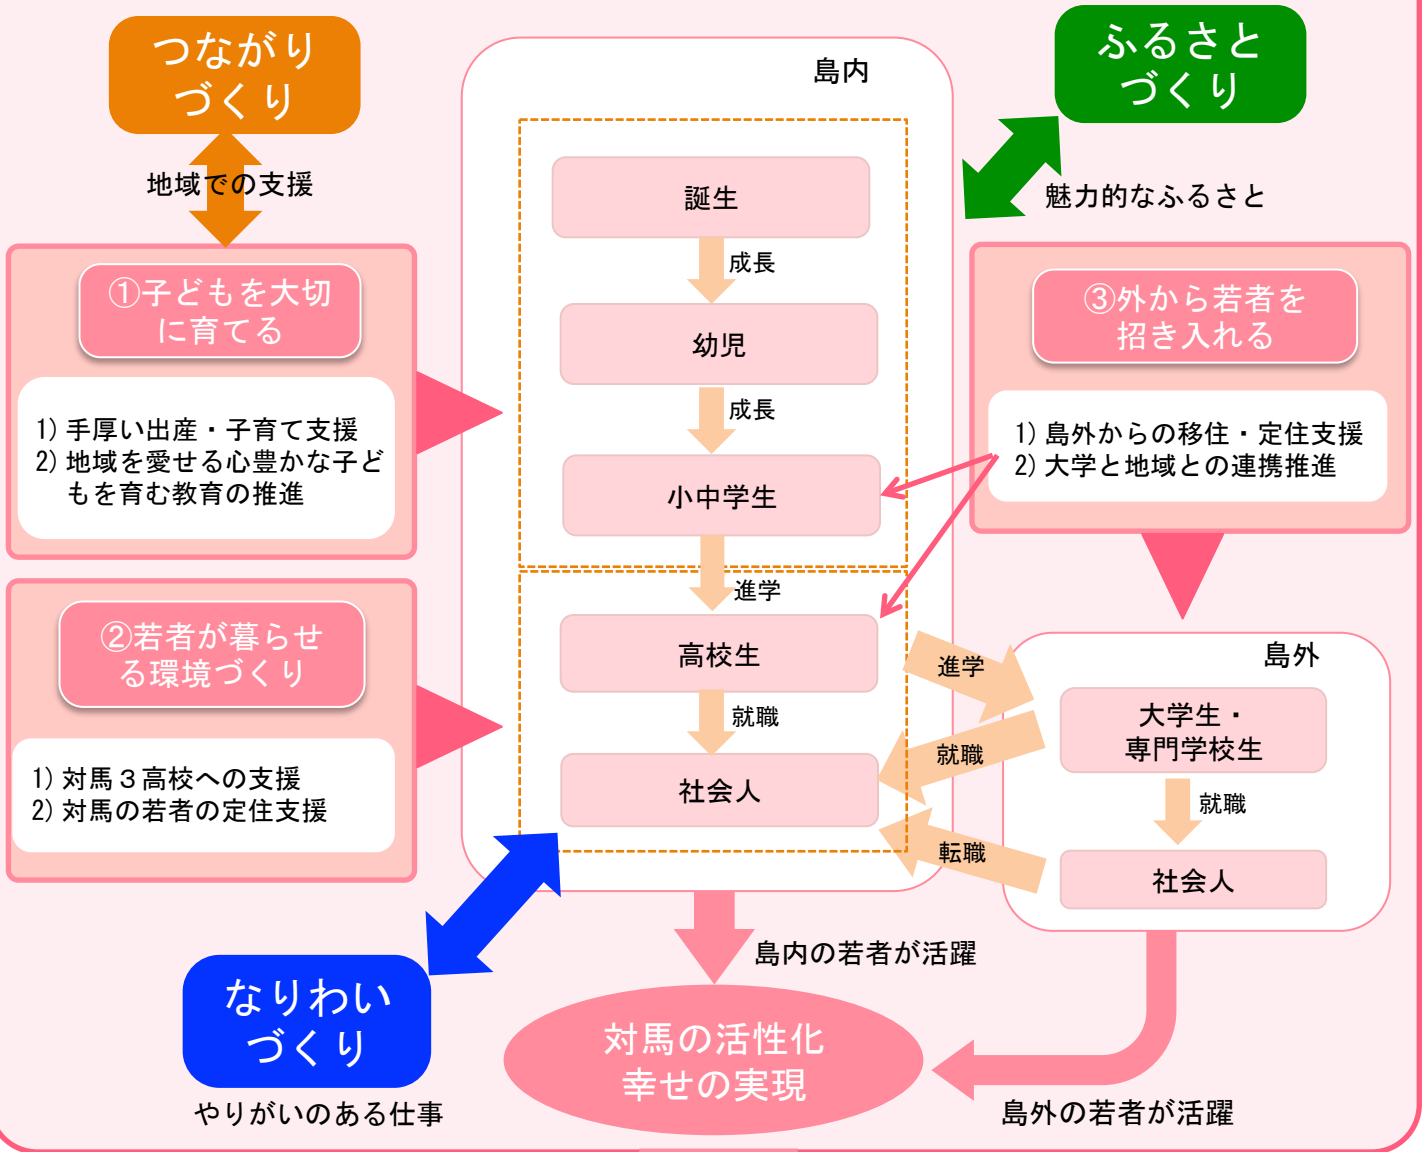 つながり
づくり
地域での支援
ふるさと
づくり
魅力的なふるさと
①子どもを大切
に育てる
1) 手厚い出産・子育て支援
2) 地域を愛せる心豊かな子ど
もを育む教育の推進
②若者が暮らせ
る環境づくり
1) 対馬３高校への支援
2) 対馬の若者の定住支援
島内
誕生
成長
幼児
成長
小中学生
進学
高校生
就職
社会人
③外から若者を
招き入れる
1) 島外からの移住・定住支援
2) 大学と地域との連携推進
進学
就職
転職
島外
大学生・
専門学校生
就職
社会人
なりわい
づくり
やりがいのある仕事
島内の若者が活躍
対馬の活性化
幸せの実現
島外の若者が活躍